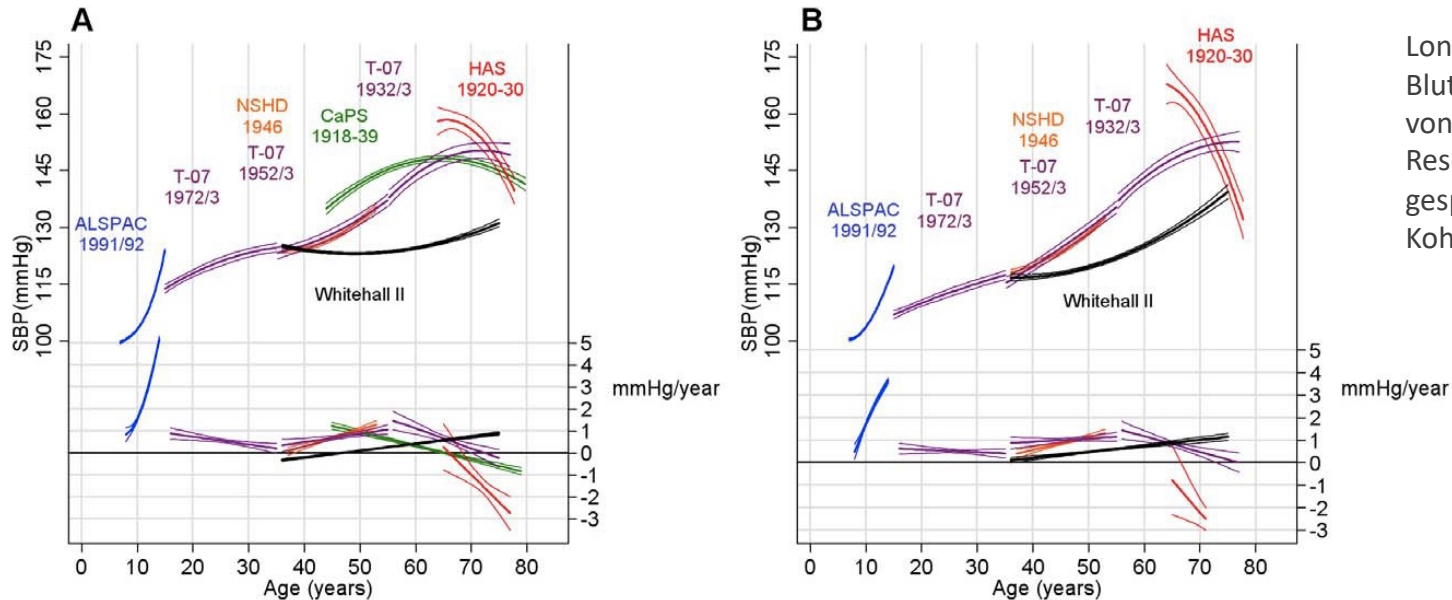 A
SBP(mmHg)
175
160
145
130
115
100
5
4
3
2
1
0
-1
-2
-3
mmHg/year
ALSPAC
1991/92
T-07
1972/3
NSHD
1946
T-07
1952/3
CaPS
1918-39
T-07
1932/3
HAS
1920-30
Whitehall II
0 10 20 30 40 50 60 70 80
Age (years)
B
SBP(mmHg)
175
160
145
130
115
100
5
4
3
2
1
0
-1
-2
-3
mmHg/year
ALSPAC
1991/92
T-07
1972/3
NSHD
1946
T-07
1952/3
T-07
1932/3
HAS
1920-30
Whitehall II
0 10 20 30 40 50 60 70 80
Age (years)
Lon
Blut
von
Res
gesp
Koh